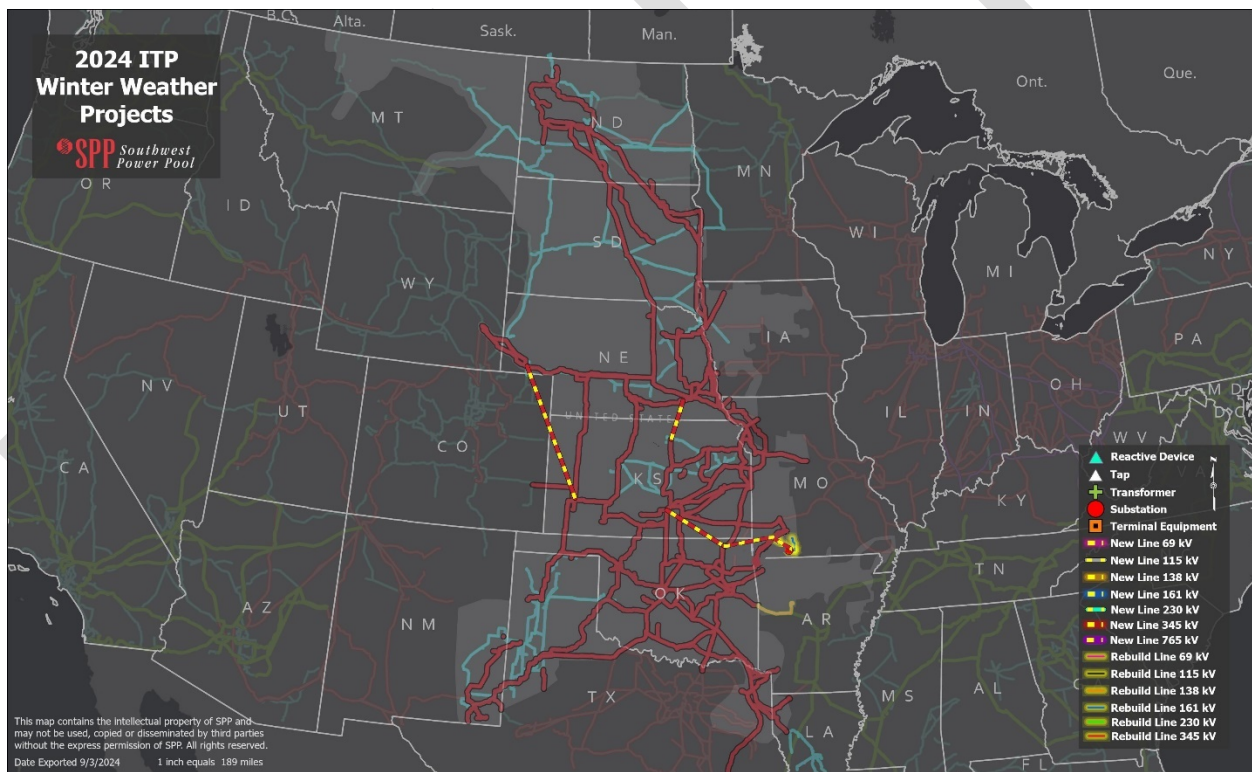 2024 ITP
Winter Weather
Projects
SPP Southwest
Power Pool
B.C.
Alta.
Sask.
Man.
Ont.
Que.
MT
ND
MN
OR
ID
SD
WI
WY
MI
NY
IA
NE
PA
NV
UT
CO
UNITED STATE
IL
IN
OH
MD
DC
WV
VA
CA
KS
MO
KY
AZ
NM
OK
AR
TN
TX
LA
MS
AL
FL
Reactive Device
Tap
Transformer
Substation
Terminal Equipment
New Line 69 kV
New Line 115 kV
New Line 138 kV
New Line 161 kV
New Line 230 kV
New Line 345 kV
New Line 765 kV
Rebuild Line 69 kV
Rebuild Line 115 kV
Rebuild Line 138 kV
Rebuild Line 161 kV
Rebuild Line 230 kV
Rebuild Line 345 kV
This map contains the intellectual property of SPP and
may not be used, copied or disseminated by third parties
without the express permission of SPP. All rights reserved.
Date Exported 9/3/2024 1 inch equals 189 miles